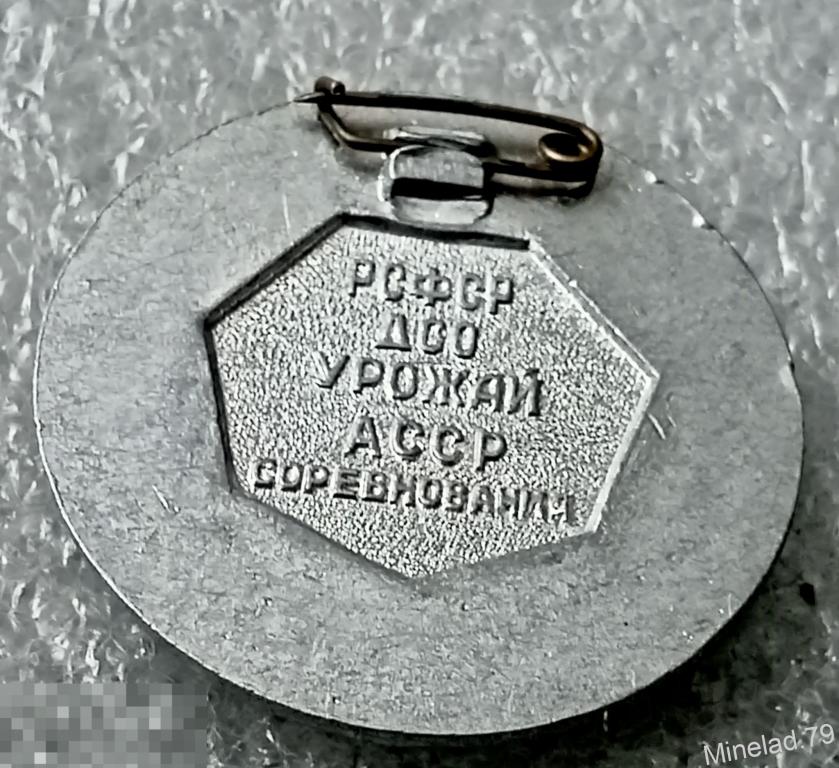 РСФСР
ДСО
УРОЖАЙ
АССР
СОРЕВНОВАНИЯ
Minelad.79